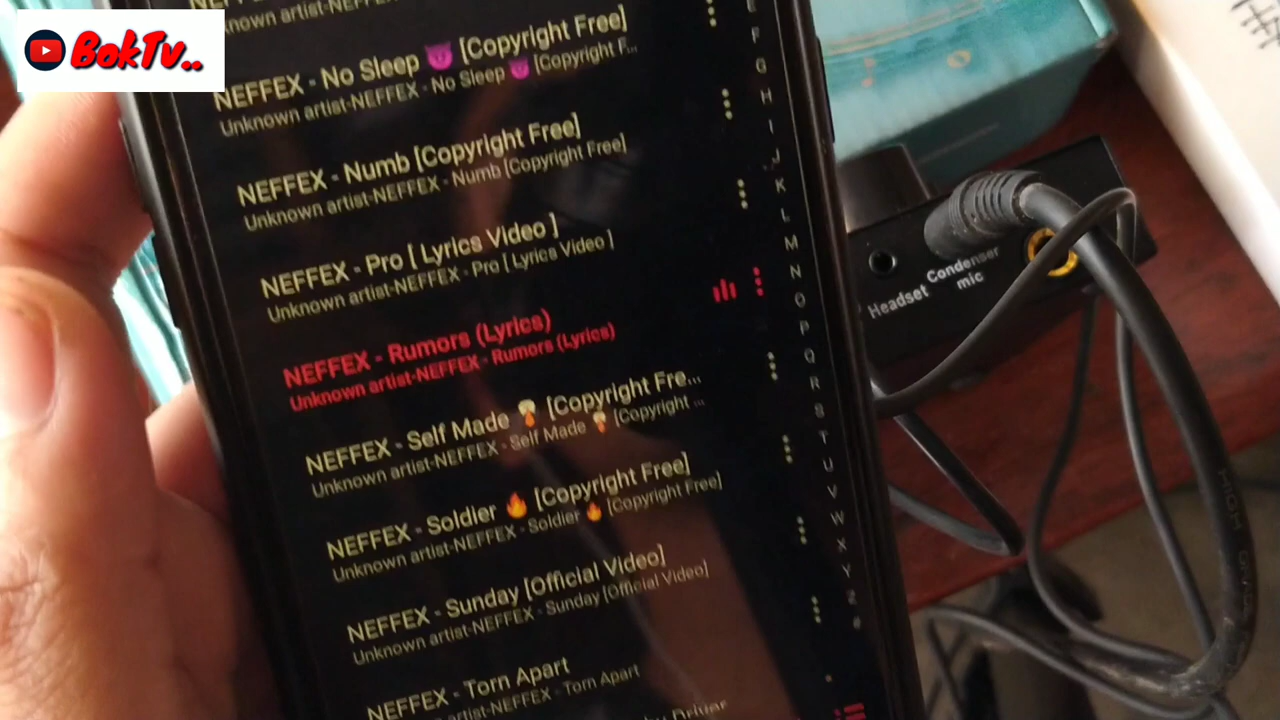 BokTv..
NEFFEX - No Sleep 😈 [Copyright Free]
Unknown artist-NEFFEX - No Sleep 😈 [Copyright F...
NEFFEX - Numb [Copyright Free]
Unknown artist-NEFFEX - Numb [Copyright Free]
NEFFEX - Pro [ Lyrics Video ]
Unknown artist-NEFFEX - Pro [ Lyrics Video ]
NEFFEX - Rumors (Lyrics)
Unknown artist-NEFFEX - Rumors (Lyrics)
NEFFEX - Self Made [Copyright Fre...
Unknown artist-NEFFEX - Self Made [Copyright ...
NEFFEX - Soldier 🔥 [Copyright Free]
Unknown artist-NEFFEX - Soldier 🔥 [Copyright Free]
NEFFEX - Sunday [Official Video]
Unknown artist-NEFFEX - Sunday [Official Video]
NEFFEX - Torn Apart
Unknown artist-NEFFEX - Torn Apart
Driver
E
F
G
H
I
J
K
L
M
N
O
P
Q
R
S
T
U
V
W
X
Y
Z
#
Headset
Condenser
mic
HIGH